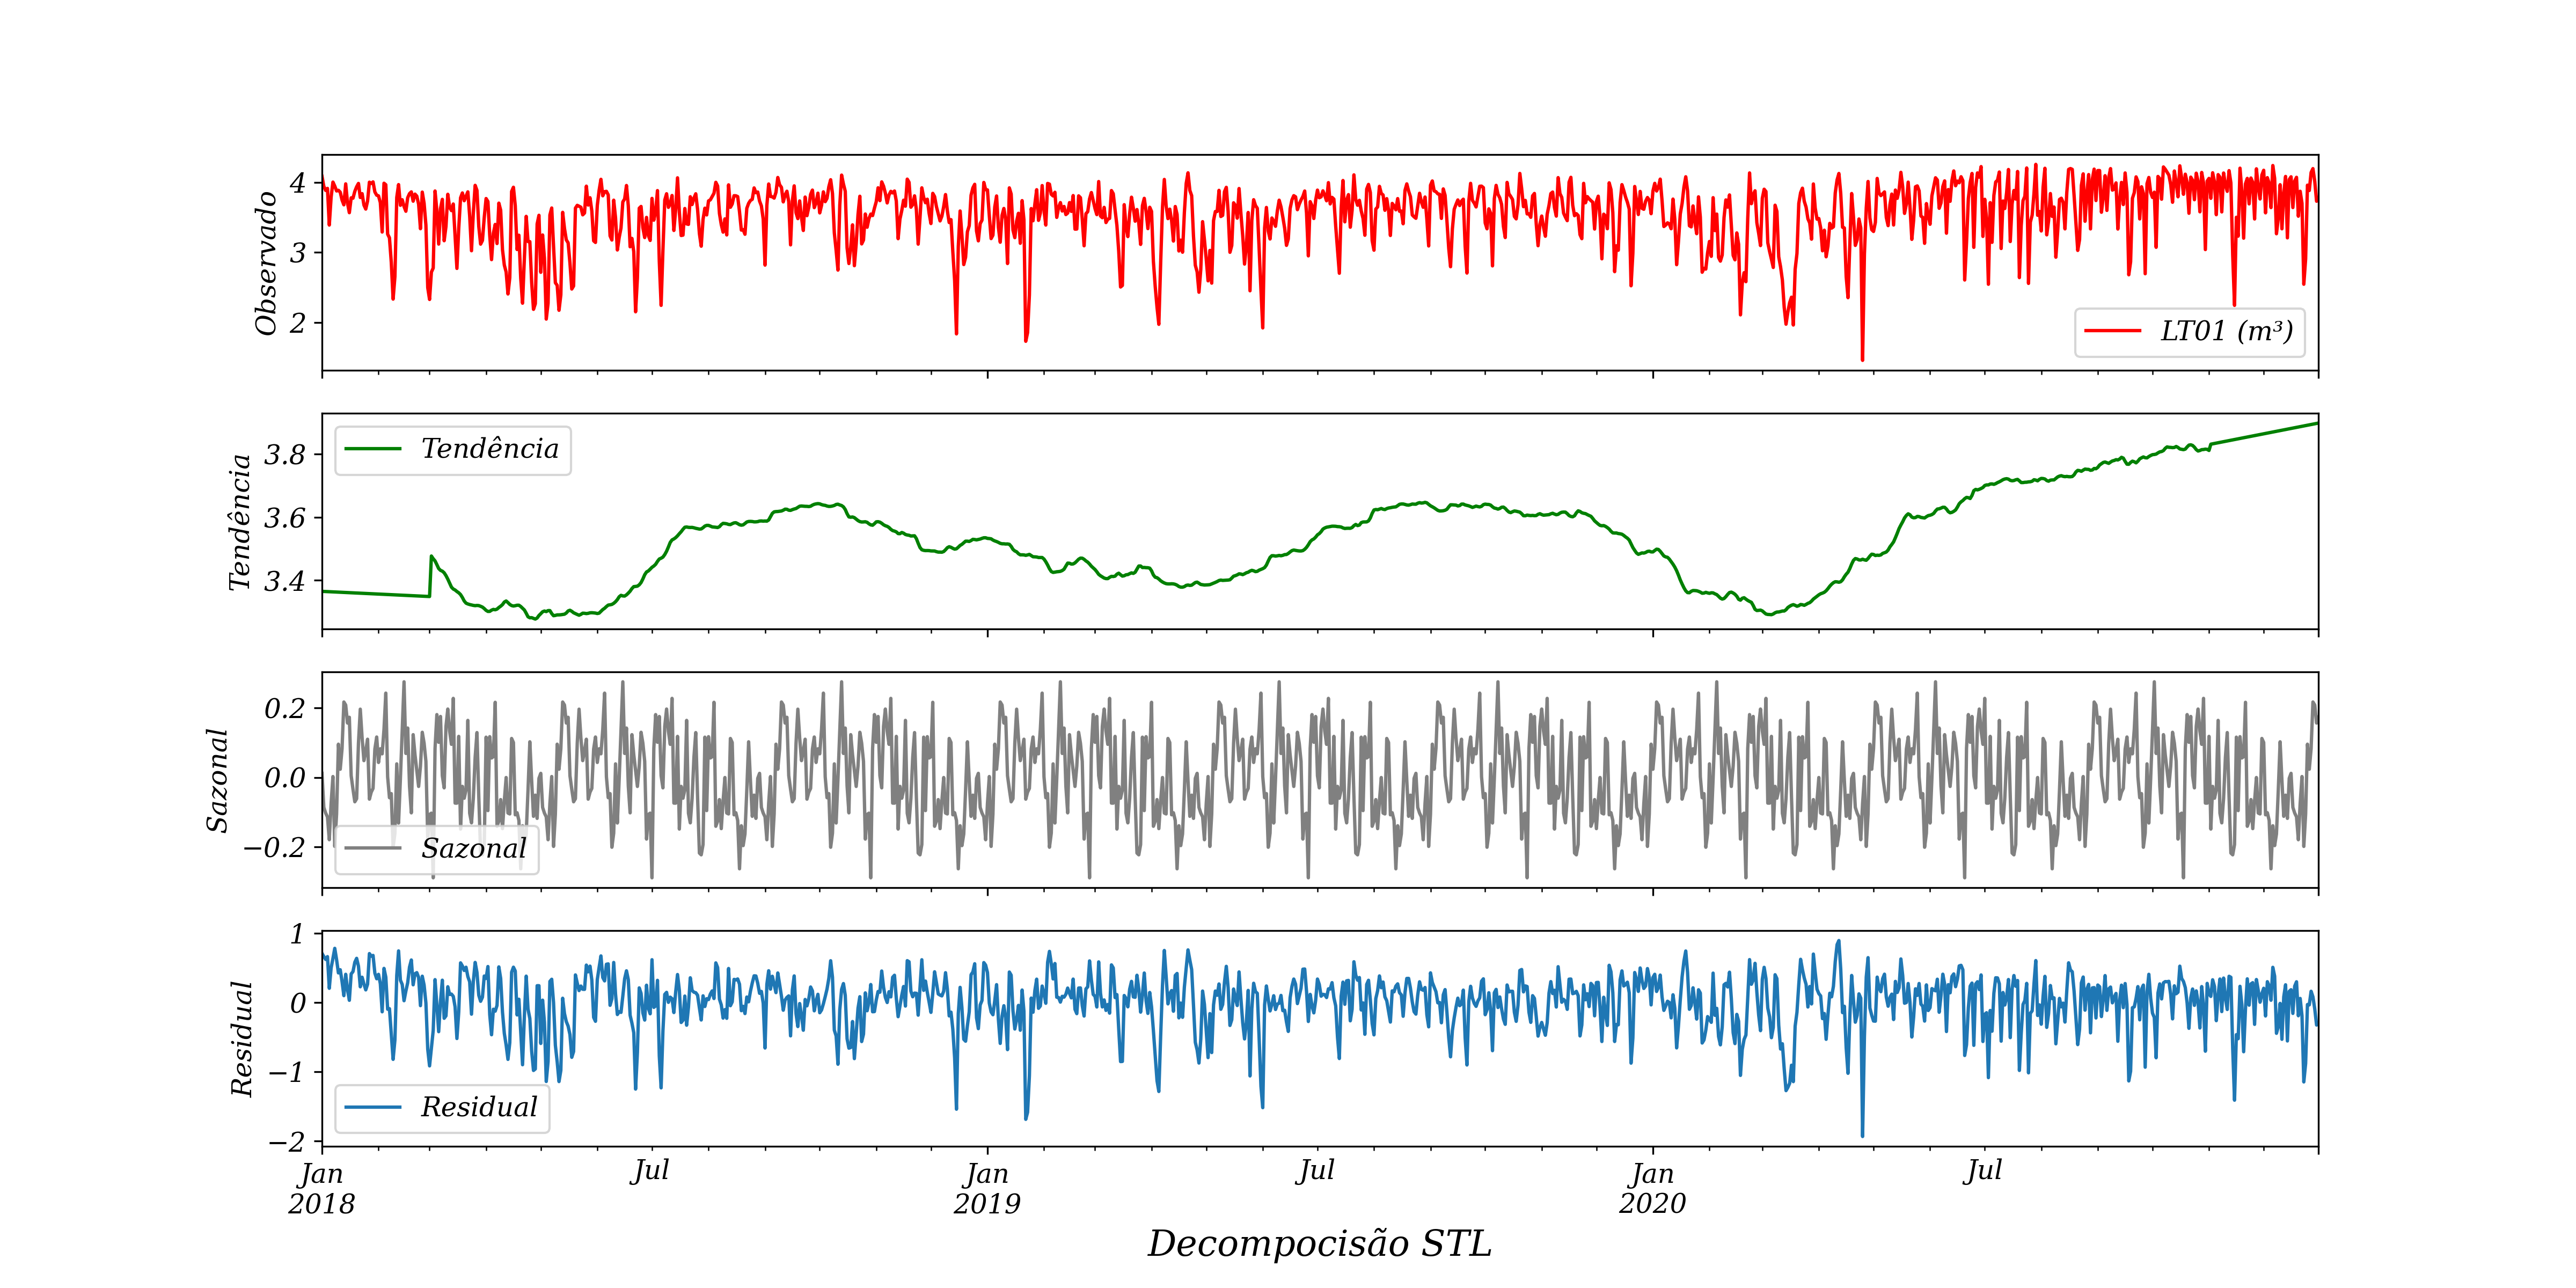 Observado
4
3
2
LT01 (m³)
Tendência
3.8
3.6
3.4
Tendência
Sazonal
0.2
0.0
−0.2
Sazonal
Residual
1
0
−1
−2
Residual
Jan Jul Jan Jul Jan Jul
2018 2019 2020
Decompocisão STL